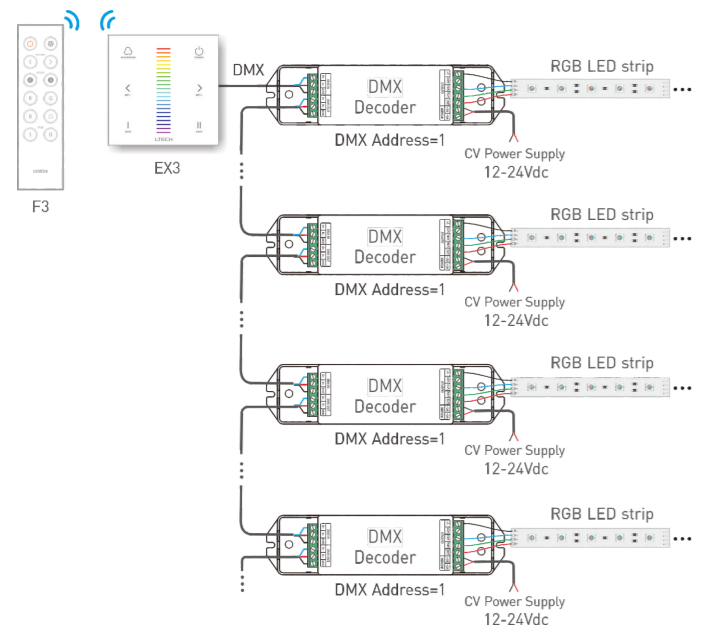 DMX
RGB LED strip
DMX
Decoder
DMX Address=1
CV Power Supply
12-24Vdc
LTECH
EX3
LTECH
F3
RGB LED strip
DMX
Decoder
DMX Address=1
CV Power Supply
12-24Vdc
RGB LED strip
DMX
Decoder
DMX Address=1
CV Power Supply
12-24Vdc
RGB LED strip
DMX
Decoder
DMX Address=1
CV Power Supply
12-24Vdc